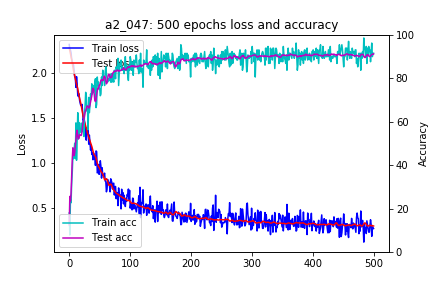 a2_047: 500 epochs loss and accuracy
Train loss
Test loss
Train acc
Test acc
Loss
Accuracy
2.0
1.5
1.0
0.5
100
80
60
40
20
0
0
100
200
300
400
500